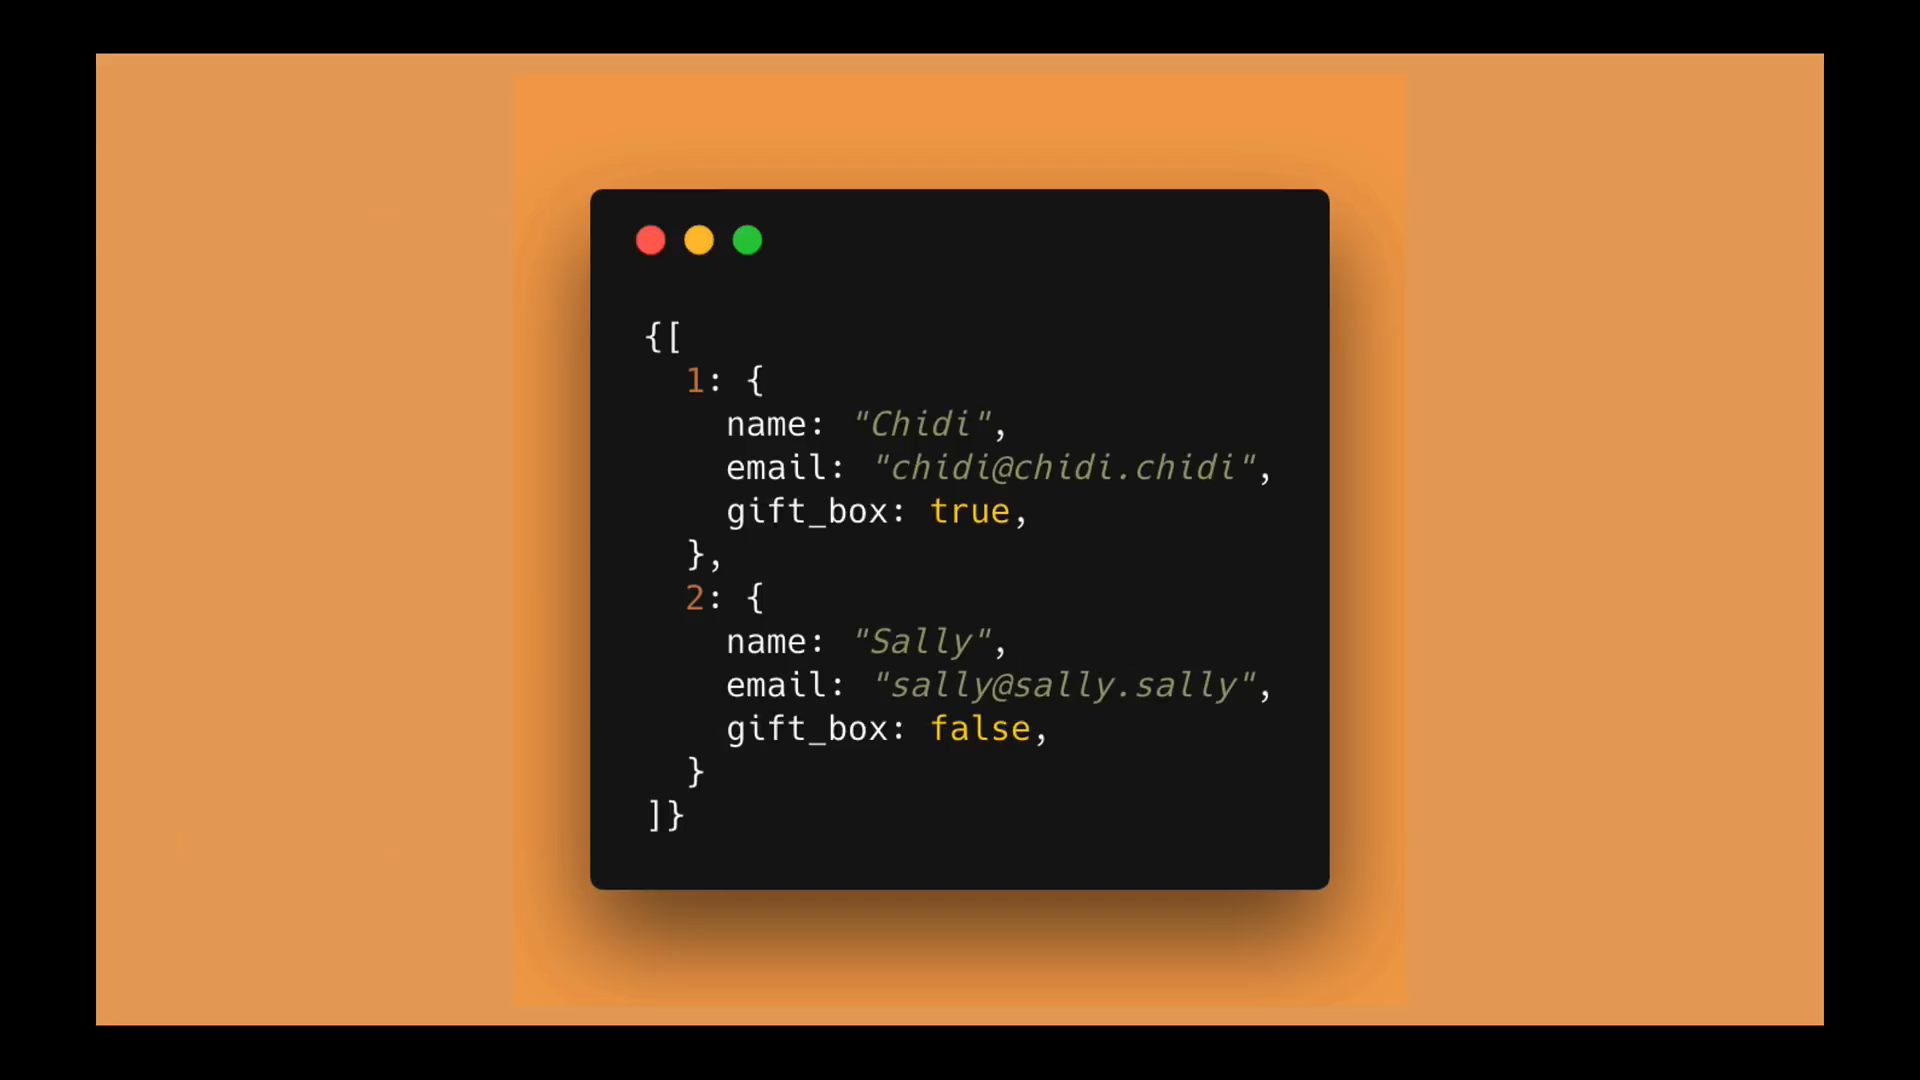 {[
1: {
name: "Chidi",
email: "chidi@chidi.chidi",
gift_box: true,
},
2: {
name: "Sally",
email: "sally@sally.sally",
gift_box: false,
}
]}